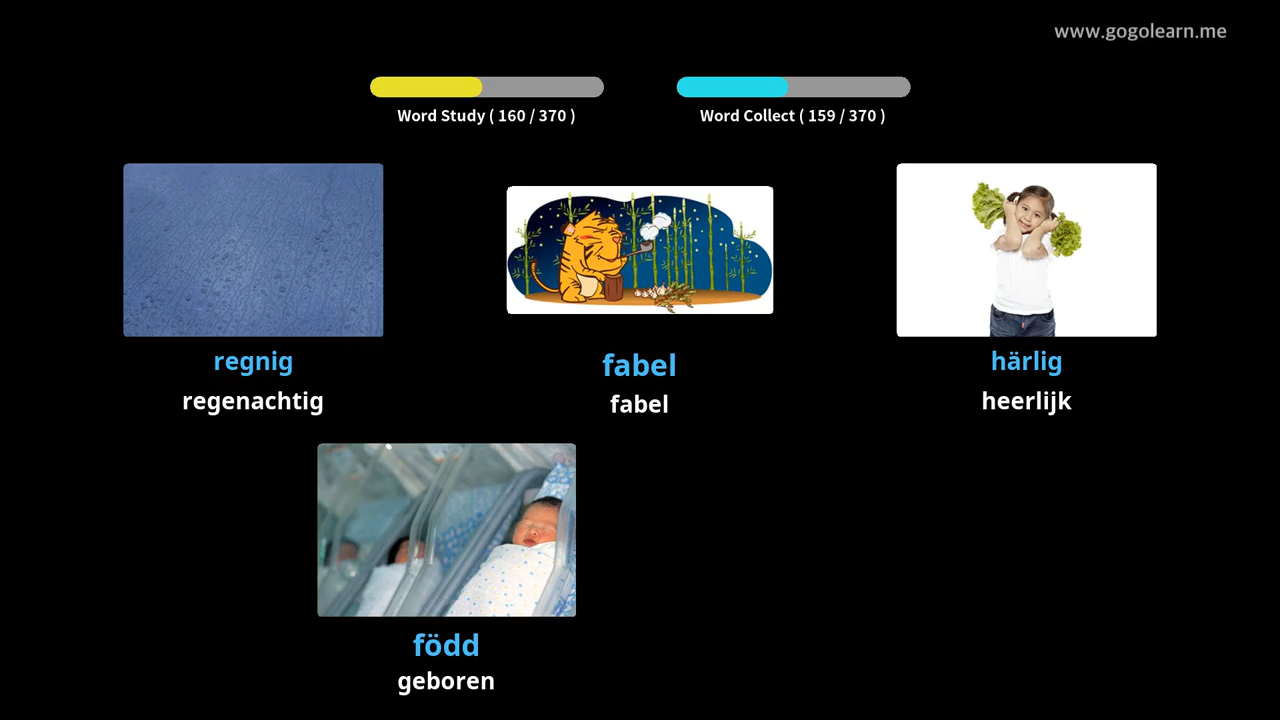 www.gogolearn.me
Word Study ( 160 / 370 )
Word Collect ( 159 / 370 )
regnig
regenachtig
fabel
fabel
härlig
heerlijk
född
geboren